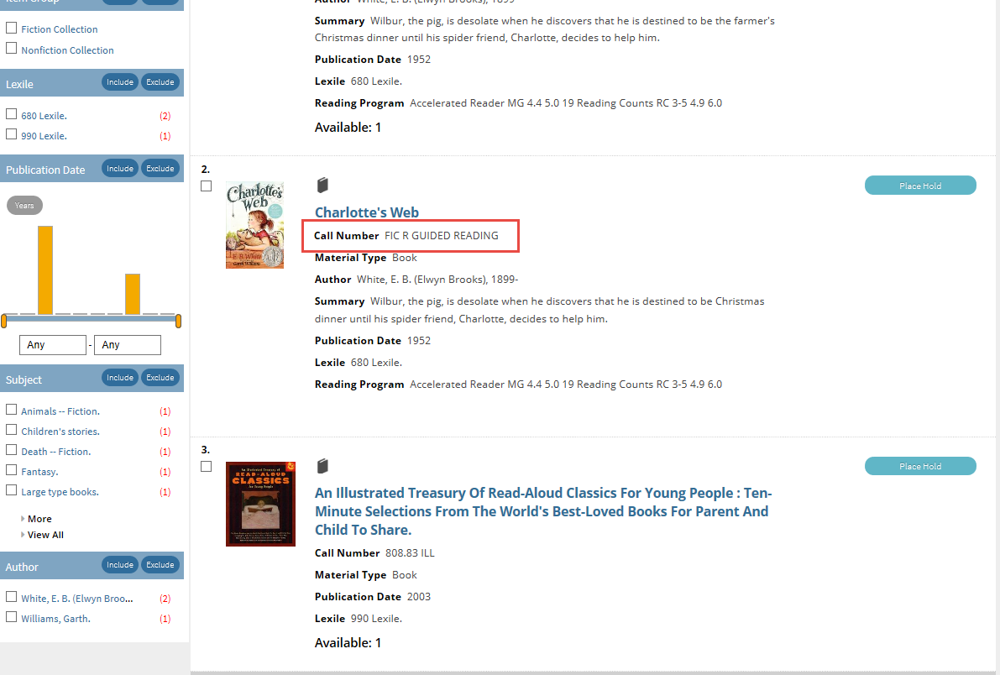 Item Group
Include Exclude
Fiction Collection
Nonfiction Collection
Lexile Include Exclude
680 Lexile. (2)
990 Lexile. (1)
Publication Date Include Exclude
Years
Any - Any
Subject Include Exclude
Animals -- Fiction. (1)
Children's stories. (1)
Death -- Fiction. (1)
Fantasy. (1)
Large type books. (1)
More
View All
Author Include Exclude
White, E. B. (Elwyn Broo... (2)
Williams, Garth. (1)
Author White, E. B. (Elwyn Brooks), 1899-
Summary Wilbur, the pig, is desolate when he discovers that he is destined to be the farmer's
Christmas dinner until his spider friend, Charlotte, decides to help him.
Publication Date 1952
Lexile 680 Lexile.
Reading Program Accelerated Reader MG 4.4 5.0 19 Reading Counts RC 3-5 4.9 6.0
Available: 1
2.
Charlotte's
Web
E. B. White
Garth Williams
Place Hold
Charlotte's Web
Call Number FIC R GUIDED READING
Material Type Book
Author White, E. B. (Elwyn Brooks), 1899-
Summary Wilbur, the pig, is desolate when he discovers that he is destined to be Christmas
dinner until his spider friend, Charlotte, decides to help him.
Publication Date 1952
Lexile 680 Lexile.
Reading Program Accelerated Reader MG 4.4 5.0 19 Reading Counts RC 3-5 4.9 6.0
3.
An Illustrated Treasury of
READ-ALOUD
CLASSICS
for Young People
Place Hold
An Illustrated Treasury Of Read-Aloud Classics For Young People : Ten-
Minute Selections From The World's Best-Loved Books For Parent And
Child To Share.
Call Number 808.83 ILL
Material Type Book
Publication Date 2003
Lexile 990 Lexile.
Available: 1